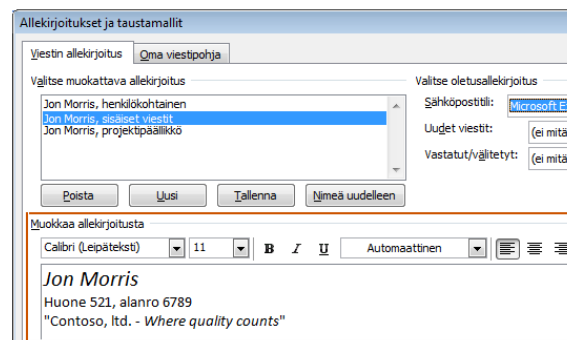 Allekirjoitukset ja taustamallit
Viestin allekirjoitus Oma viestipohja
Valitse muokattava allekirjoitus Valitse oletusallekirjoitus
Jon Morris, henkilökohtainen
Jon Morris, sisäiset viestit
Jon Morris, projektipäällikkö
Sähköpostitili: Microsoft E
Uudet viestit: (ei mitä
Vastatut/välitetyt: (ei mitä
Poista Uusi Tallenna Nimeä uudelleen
Muokkaa allekirjoitusta
Calibri (Leipäteksti) 11 B I U Automaattinen
Jon Morris
Huone 521, alanro 6789
"Contoso, ltd. - Where quality counts"